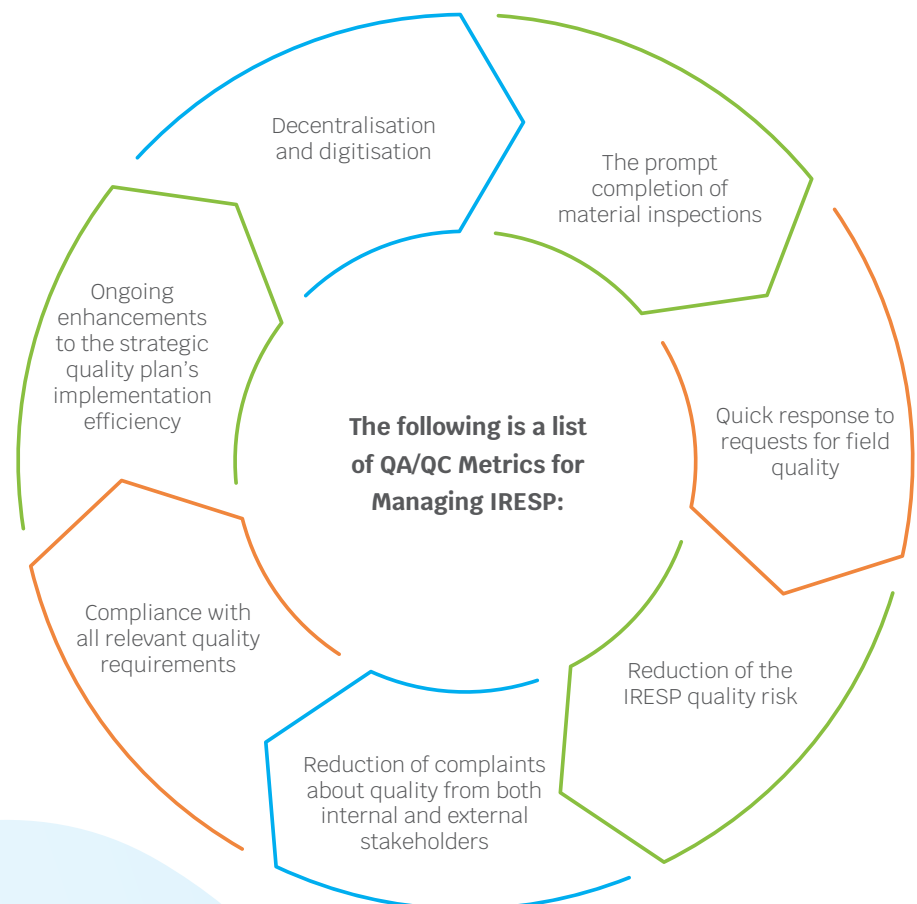 Decentralisation
and digitisation
The prompt
completion of
material inspections
Quick response to
requests for field
quality
Reduction of the
IRESP quality risk
Reduction of complaints
about quality from both
internal and external
stakeholders
Compliance with
all relevant quality
requirements
Ongoing
enhancements
to the strategic
quality plan's
implementation
efficiency
The following is a list
of QA/QC Metrics for
Managing IRESP: